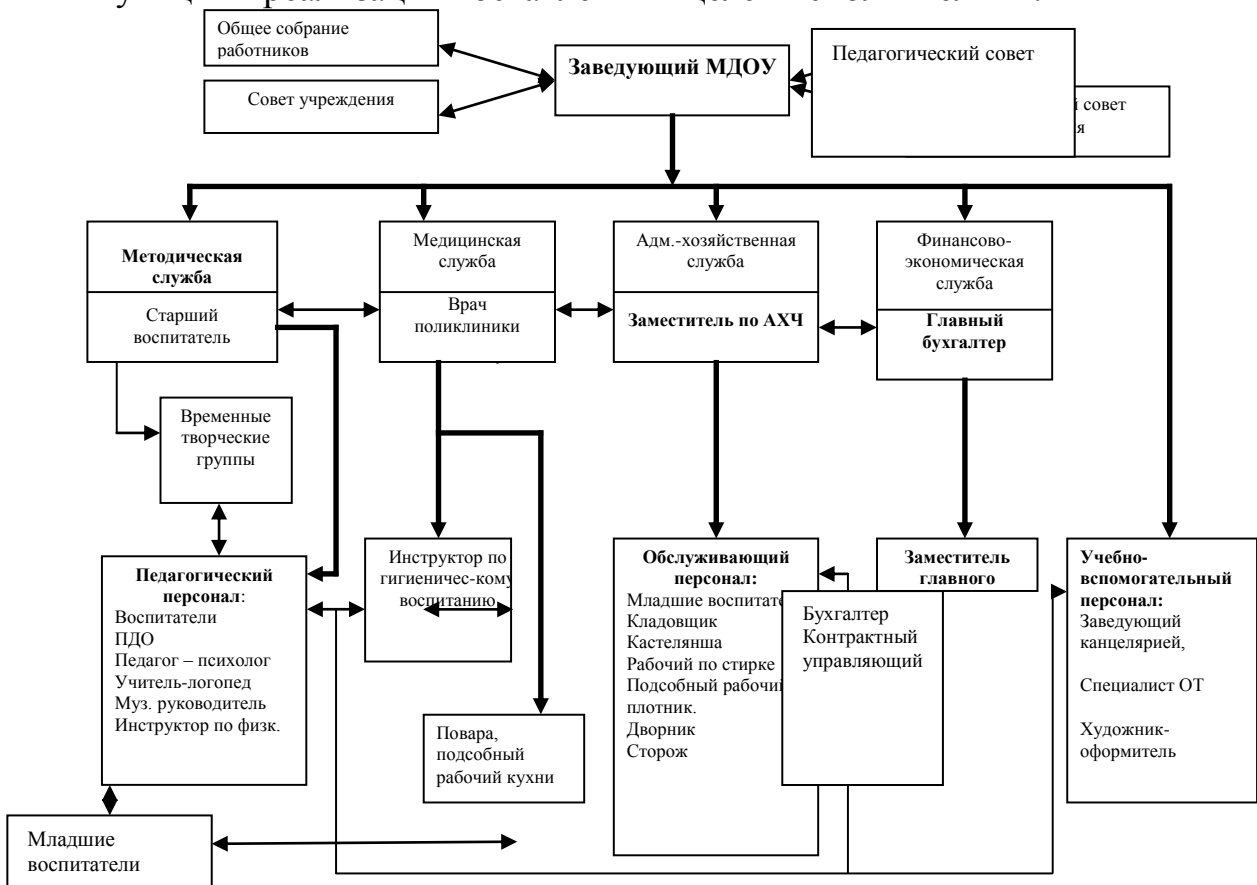 Общее собрание
работников
Заведующий МДОУ
Педагогический совет
Совет учреждения
совет
Методическая
служба
Медицинская
служба
Адм.-хозяйственная
служба
Финансово-
экономическая
служба
Старший
воспитатель
Врач
поликлиники
Заместитель по АХЧ
Главный
бухгалтер
Временные
творческие
группы
Педагогический
персонал:
Воспитатели
ПДО
Педагог – психолог
Учитель-логопед
Муз. руководитель
Инструктор по физк.
Инструктор по
гигиеничес-кому
воспитанию
Повара,
подсобный
рабочий кухни
Обслуживающий
персонал:
Младшие
Кладовщик
Кастелянша
Рабочий по стирке
Подсобный рабочий
плотник.
Дворник
Сторож
Заместитель
главного
Бухгалтер
Контрактный
управляющий
Учебно-
вспомогательный
персонал:
Заведующий
канцелярией,
Специалист ОТ
Художник-
оформитель
Младшие
воспитатели